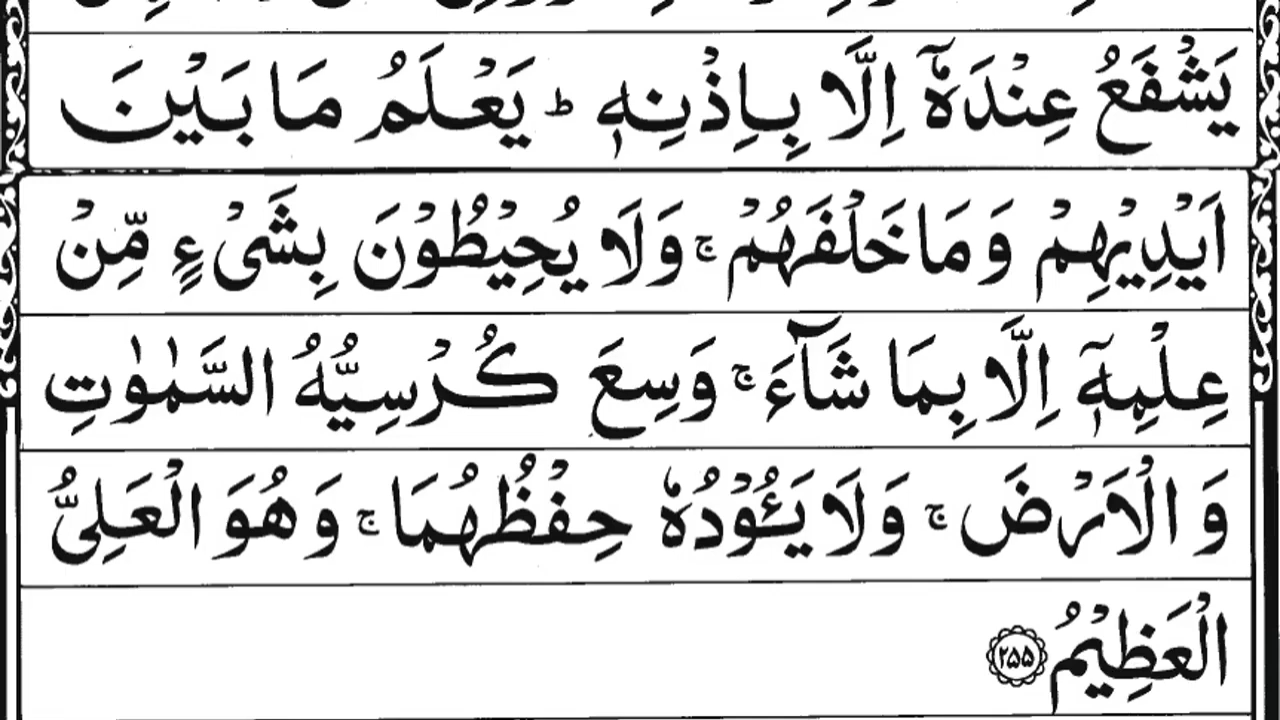 يَشْفَعُ عِنْدَهٗٓ اِلَّا بِاِذْنِهٖ ؕ يَعْلَمُ مَا بَيْنَ
اَيْدِيْهِمْ وَمَا خَلْفَهُمْ ۚ وَلَا يُحِيْطُوْنَ بِشَیْءٍ مِّنْ
عِلْمِهٖٓ اِلَّا بِمَا شَآءَ ۚ وَسِعَ كُرْسِيُّهُ السَّمٰوٰتِ
وَ الْاَرْضَ ۚ وَلَا يَـُٔوْدُهٗ حِفْظُهُمَا ۚ وَ هُوَ الْعَلِیُّ
الْعَظِيْمُ ۲۵۵